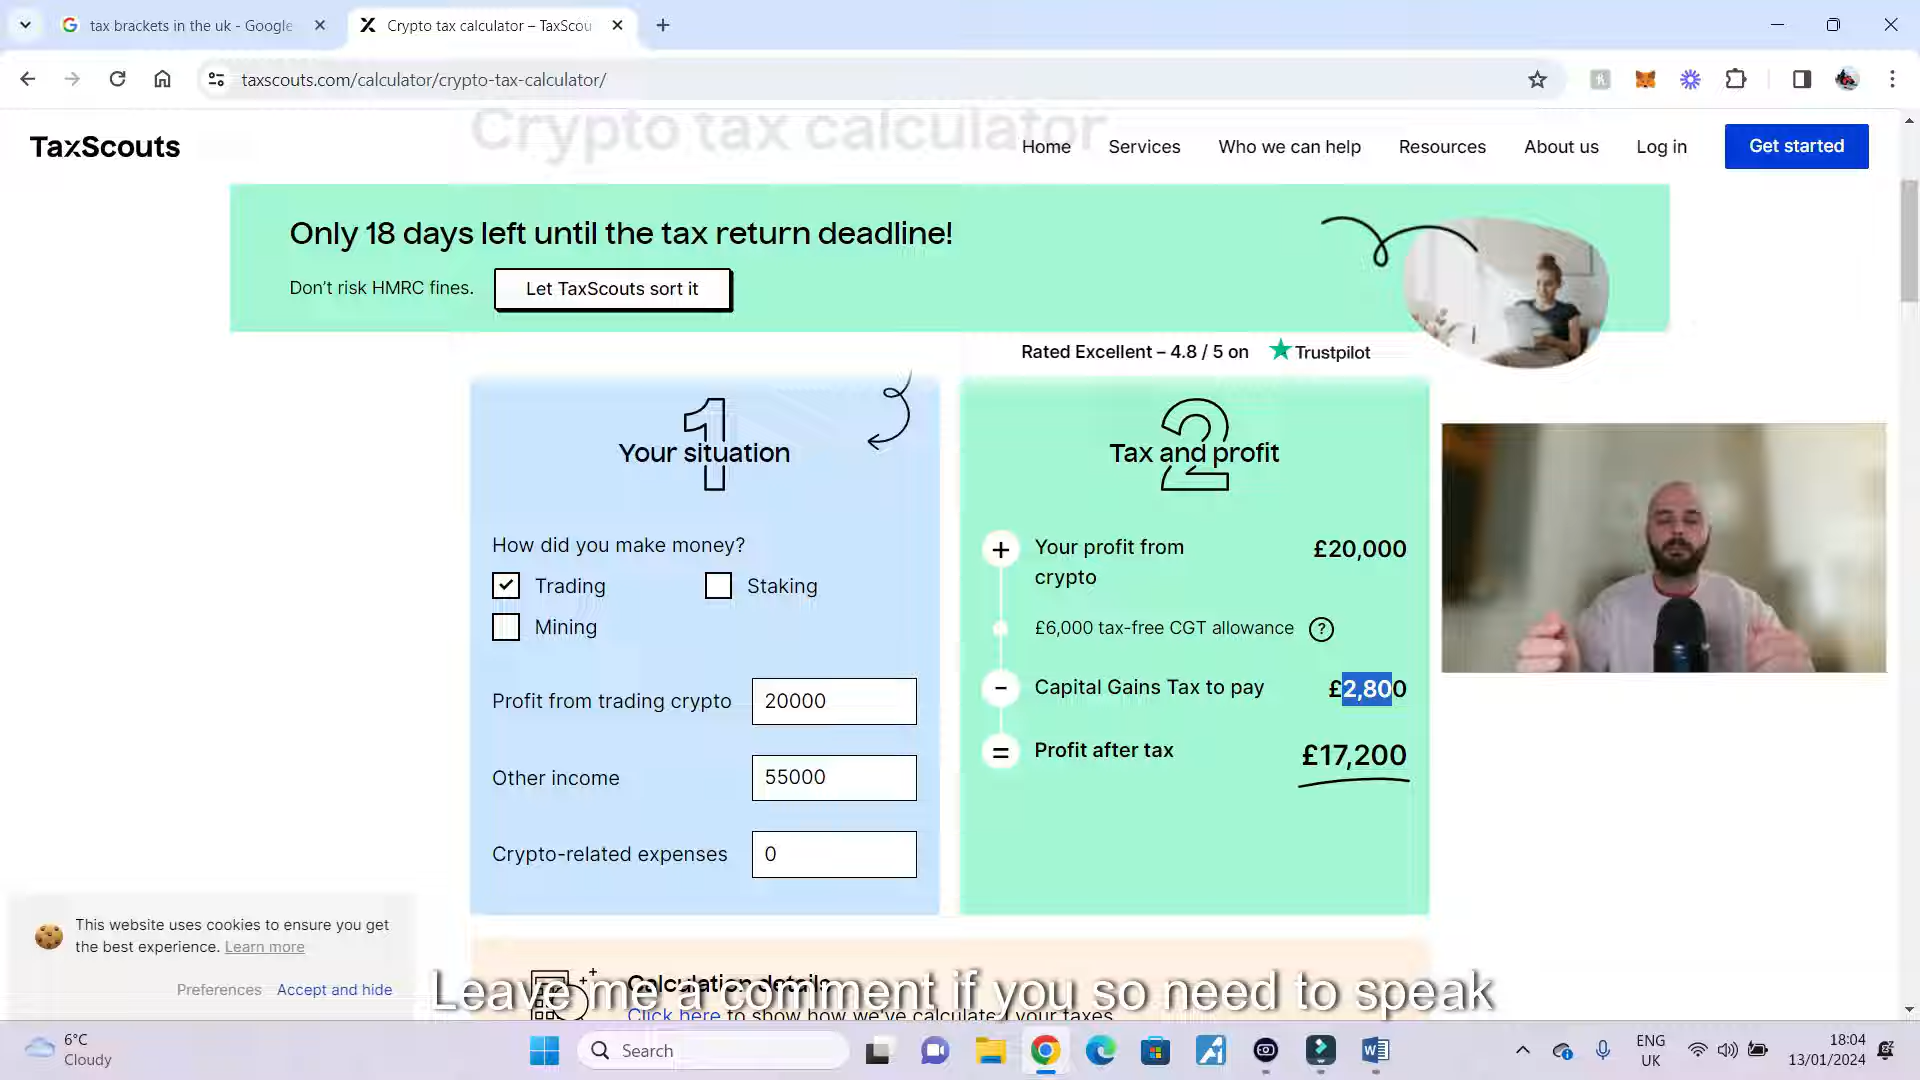 tax brackets in the uk - Google
Crypto tax calculator – TaxScou
taxscouts.com/calculator/crypto-tax-calculator/
Crypto tax calculator
TaxScouts
Home
Services
Who we can help
Resources
About us
Log in
Get started
Only 18 days left until the tax return deadline!
Don't risk HMRC fines.
Let TaxScouts sort it
Rated Excellent – 4.8 / 5 on
Trustpilot
1
Your situation
How did you make money?
Trading
Staking
Mining
Profit from trading crypto
20000
Other income
55000
Crypto-related expenses
0
2
Tax and profit
Your profit from
crypto
£20,000
£6,000 tax-free CGT allowance
?
Capital Gains Tax to pay
£2,800
Profit after tax
£17,200
This website uses cookies to ensure you get
the best experience. Learn more
Preferences
Accept and hide
Calculation details
Click here to show how we've calculated your taxes
Leave me a comment if you so need to speak
6°C
Cloudy
Search
ENG
UK
18:04
13/01/2024